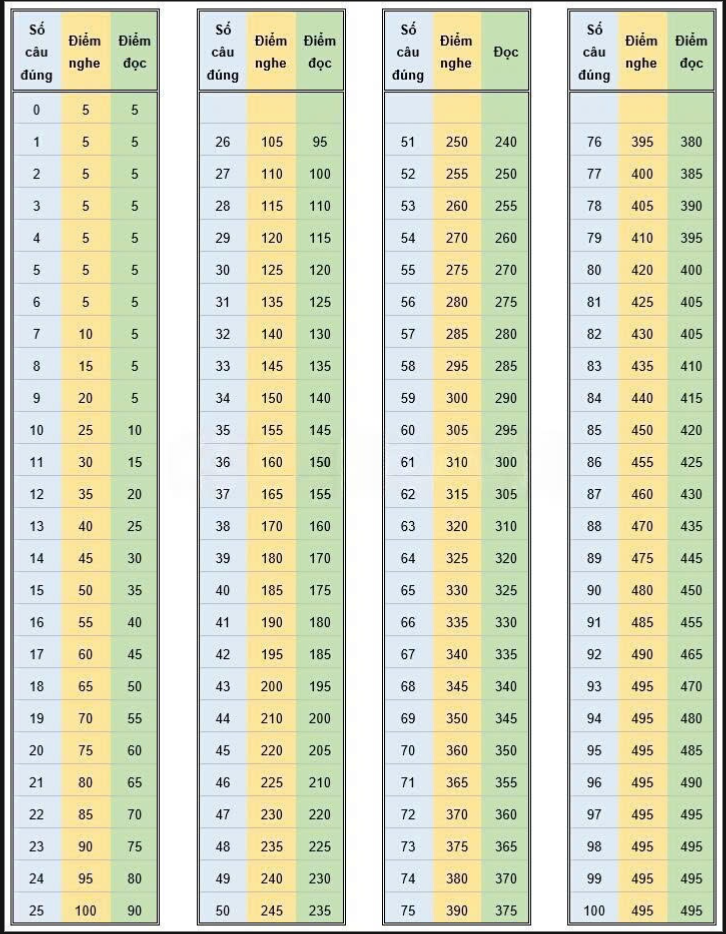 Số câu đúng Điểm nghe Điểm đọc
0 5 5
1 5 5
2 5 5
3 5 5
4 5 5
5 5 5
6 5 5
7 10 5
8 15 5
9 20 5
10 25 10
11 30 15
12 35 20
13 40 25
14 45 30
15 50 35
16 55 40
17 60 45
18 65 50
19 70 55
20 75 60
21 80 65
22 85 70
23 90 75
24 95 80
25 100 90
Số câu đúng Điểm nghe Điểm đọc
26 105 95
27 110 100
28 115 110
29 120 115
30 125 120
31 135 125
32 140 130
33 145 135
34 150 140
35 155 145
36 160 150
37 165 155
38 170 160
39 180 170
40 185 175
41 190 180
42 195 185
43 200 195
44 210 200
45 220 205
46 225 210
47 230 220
48 235 225
49 240 230
50 245 235
Số câu đúng Điểm nghe Đọc
51 250 240
52 255 250
53 260 255
54 270 260
55 275 270
56 280 275
57 285 280
58 295 285
59 300 290
60 305 295
61 310 300
62 315 305
63 320 310
64 325 320
65 330 325
66 335 330
67 340 335
68 345 340
69 350 345
70 360 350
71 365 355
72 370 360
73 375 365
74 380 370
75 390 375
Số câu đúng Điểm nghe Điểm đọc
76 395 380
77 400 385
78 405 390
79 410 395
80 420 400
81 425 405
82 430 405
83 435 410
84 440 415
85 450 420
86 455 425
87 460 430
88 470 435
89 475 445
90 480 450
91 485 455
92 490 465
93 495 470
94 495 480
95 495 485
96 495 490
97 495 495
98 495 495
99 495 495
100 495 495